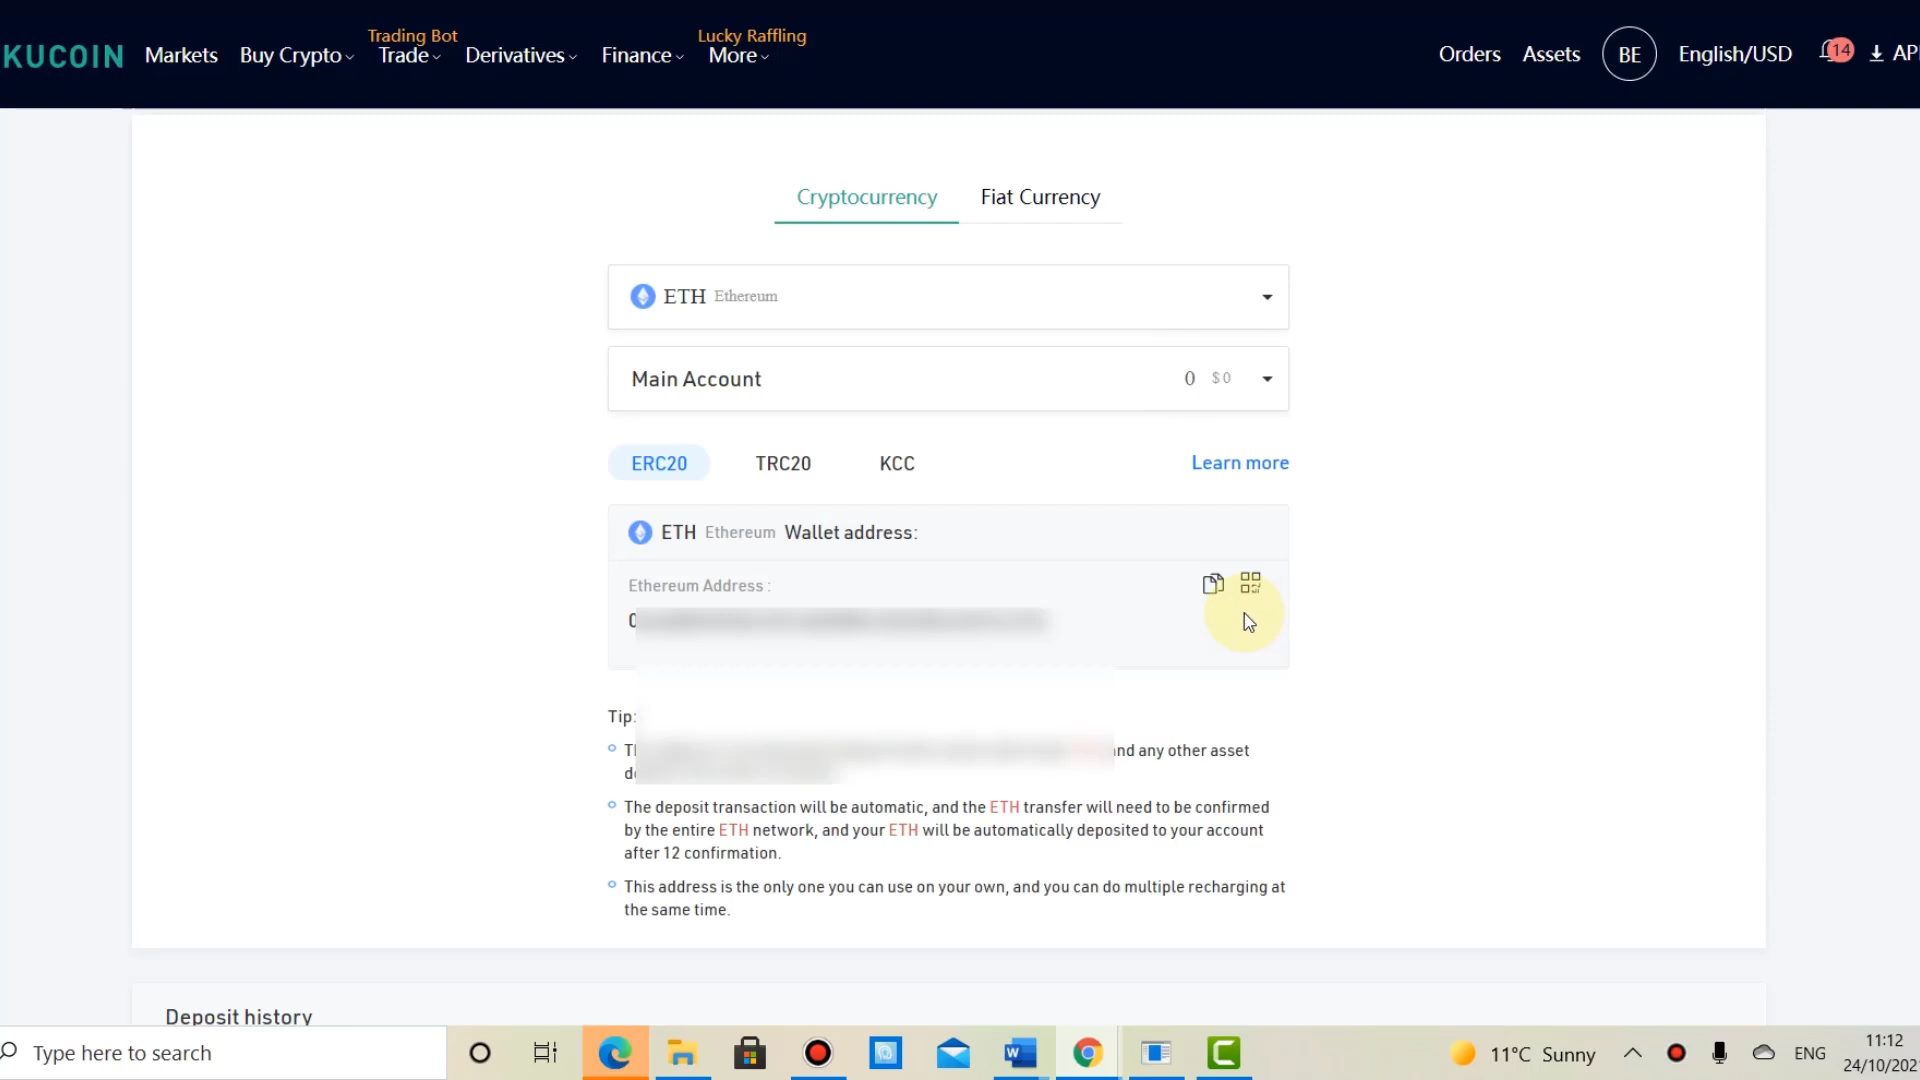 Trading Bot
Lucky Raffling
KUCOIN Markets Buy Crypto Trade Derivatives Finance More Orders Assets BE English/USD 14
Cryptocurrency Fiat Currency
ETH Ethereum
Main Account 0 $0
ERC20 TRC20 KCC Learn more
ETH Ethereum Wallet address:
Ethereum Address :
Tip:
and any other asset
The deposit transaction will be automatic, and the ETH transfer will need to be confirmed
by the entire ETH network, and your ETH will be automatically deposited to your account
after 12 confirmation.
This address is the only one you can use on your own, and you can do multiple recharging at
the same time.
Deposit history
Type here to search 11°C Sunny ENG 11:12
24/10/202